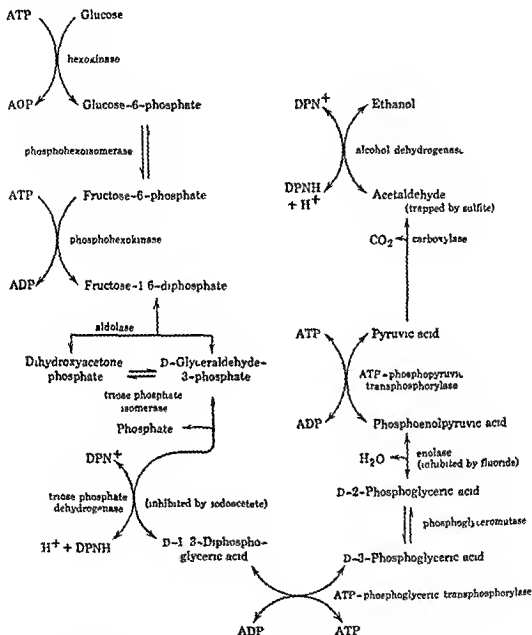 ATP Glucose
hexokinase
AOP Glucose-6-phosphate
phosphohexoisomerase
ATP Fructose-6-phosphate
phosphohexokinase
ADP Fructose-1 6-diphosphate
aldolase
Dihydroxyacetone
phosphate
D-Glyceraldehyde-
3-phosphate
triose phosphate
isomerase
Phosphate
DPN+
triose phosphate
dehydrogenase
(inhibited by iodoacetete)
H+ + DPNH
D-1 3-Diphospho-
glyceric acid
ADP ATP
ATP-phosphoglyceric transphosphorylase
D-3-Phosphoglyceric acid
phosphoglyceromutase
D-2-Phosphoglyceric acid
H2O
enolase
(inhibited by fluoride)
ADP Phosphoenolpyruvic acid
ATP-phosphopyruvic
transphosphorylase
ATP Pyruvic acid
CO2 carboxylase
DPNH
+ H+
Acetaldehyde
(trapped by sulfite)
alcohol dehydrogenase
DPN+ Ethanol